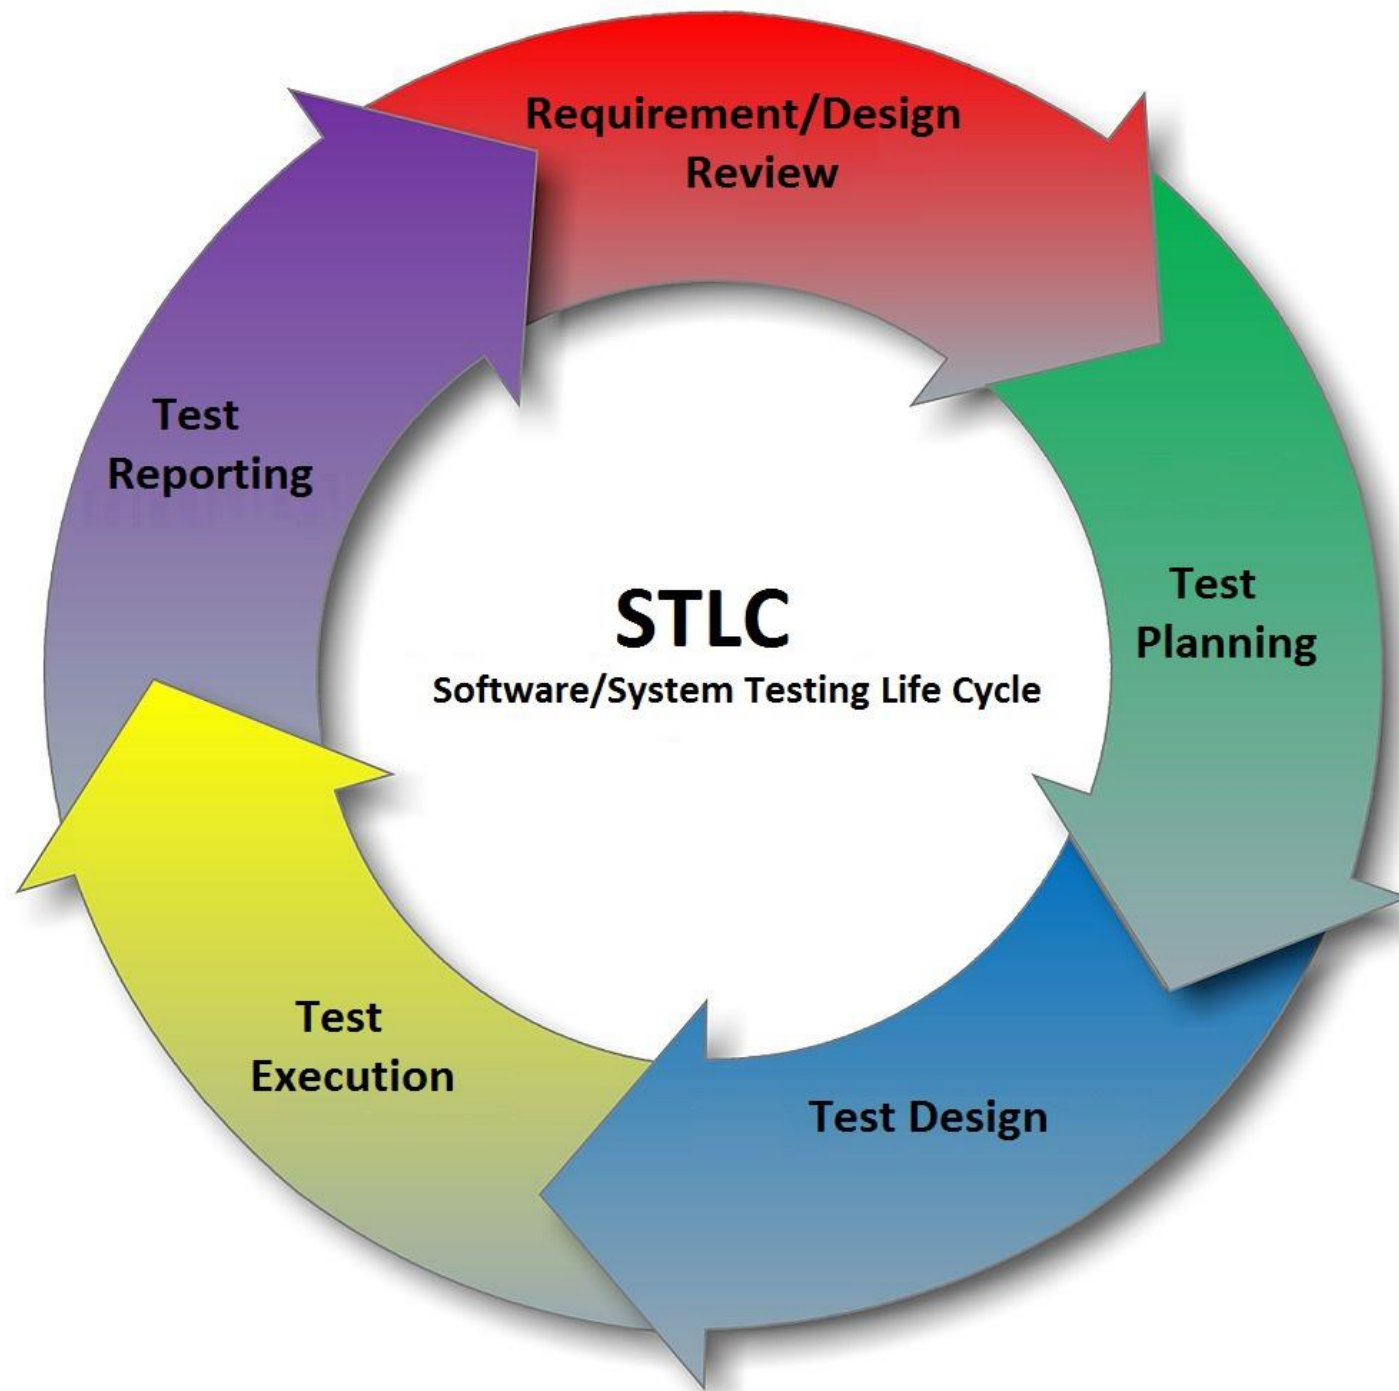 Requirement/Design
Review
Test
Planning
Test Design
Test
Execution
Test
Reporting
STLC
Software/System Testing Life Cycle